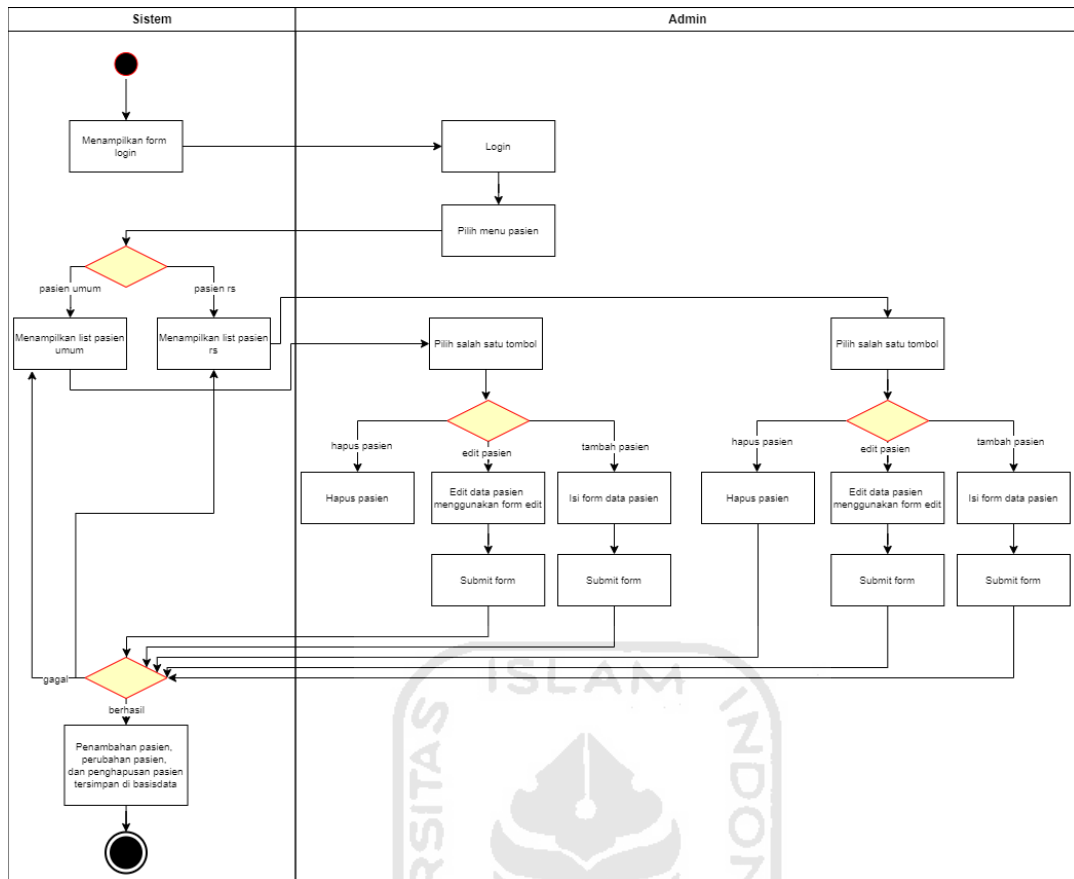 Sistem
Admin
Menampilkan form
login
Login
Pilih menu pasien
pasien umum
pasien rs
Menampilkan list pasien
umum
Menampilkan list pasien
rs
Pilih salah satu tombol
Pilih salah satu tombol
hapus pasien
edit pasien
tambah pasien
hapus pasien
edit pasien
tambah pasien
Hapus pasien
Edit data pasien
menggunakan form edit
Isi form data pasien
Hapus pasien
Edit data pasien
menggunakan form edit
Isi form data pasien
Submit form
Submit form
Submit form
Submit form
gagal
berhasil
Penambahan pasien,
perubahan pasien,
dan penghapusan pasien
tersimpan di basisdata
ISLAM